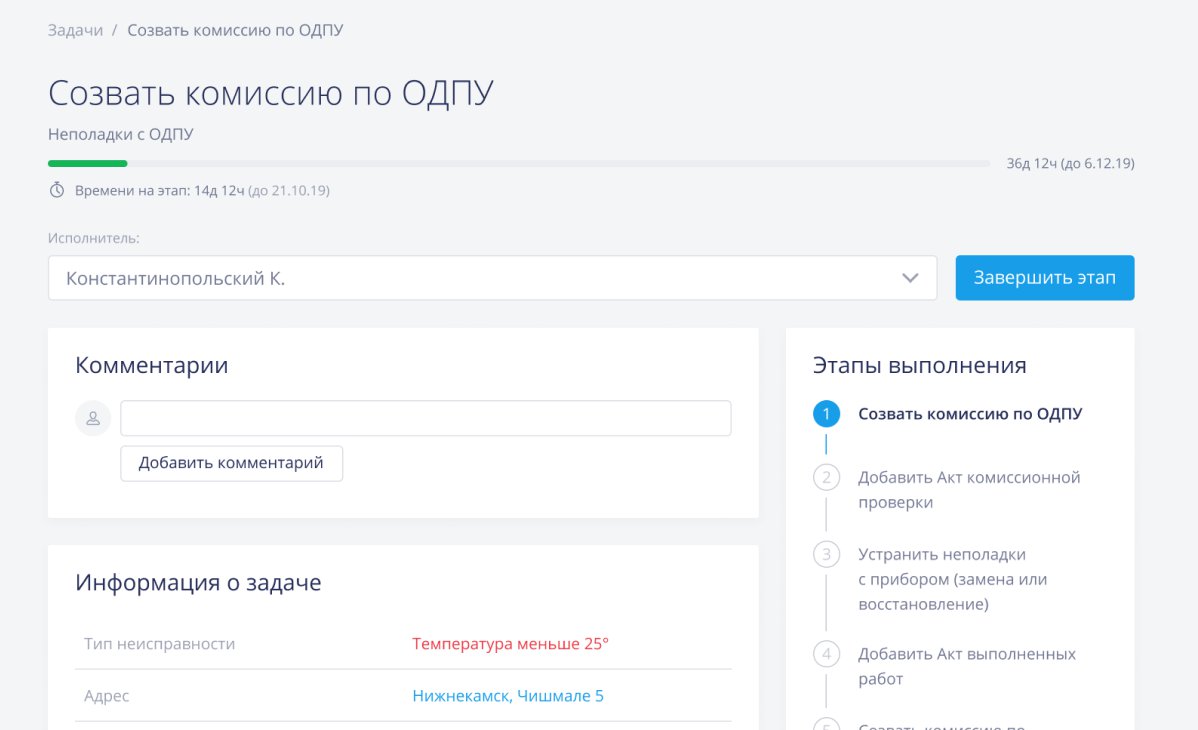 Задачи / Созвать комиссию по ОДПУ
Созвать комиссию по ОДПУ
Неполадки с ОДПУ
36д 12ч (до 6.12.19)
Времени на этап: 14д 12ч (до 21.10.19)
Исполнитель:
Константинопольский К.
Завершить этап
Комментарии
Добавить комментарий
Информация о задаче
Тип неисправности
Температура меньше 25°
Адрес
Нижнекамск, Чишмале 5
Этапы выполнения
1 Созвать комиссию по ОДПУ
2 Добавить Акт комиссионной
проверки
3 Устранить неполадки
с прибором (замена или
восстановление)
4 Добавить Акт выполненных
работ
5 Созвать комиссию по